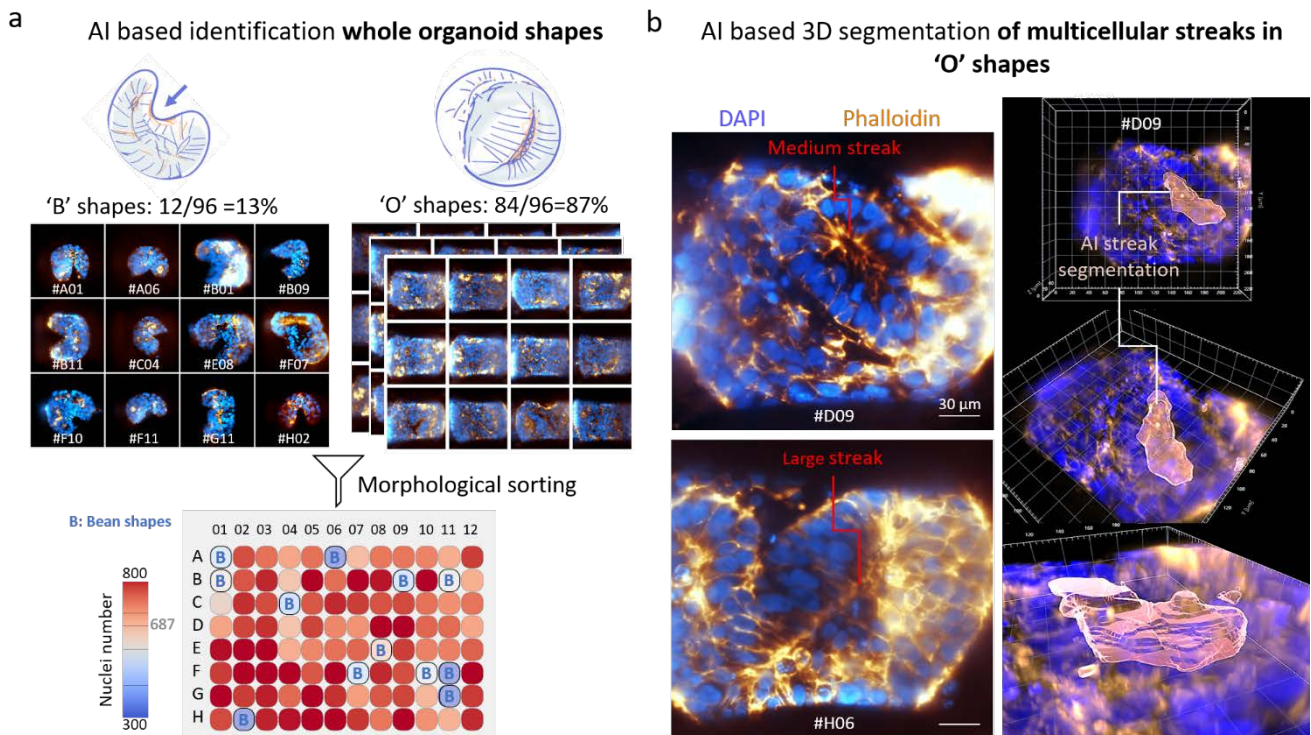 a
AI based identification whole organoid shapes
'B' shapes: 12/96 =13%
'O' shapes: 84/96=87%
#A01 #A06 #B01 #B09
#B11 #C04 #E08 #F07
#F10 #F11 #G11 #H02
Morphological sorting
B: Bean shapes
01 02 03 04 05 06 07 08 09 10 11 12
A B B
B B B B
C B
D
E B
F B B B
G B
H B
800
687
300
Nuclei number
b
AI based 3D segmentation of multicellular streaks in
'O' shapes
DAPI Phalloidin
Medium streak
#D09
30 µm
Large streak
#H06
#D09
AI streak
segmentation